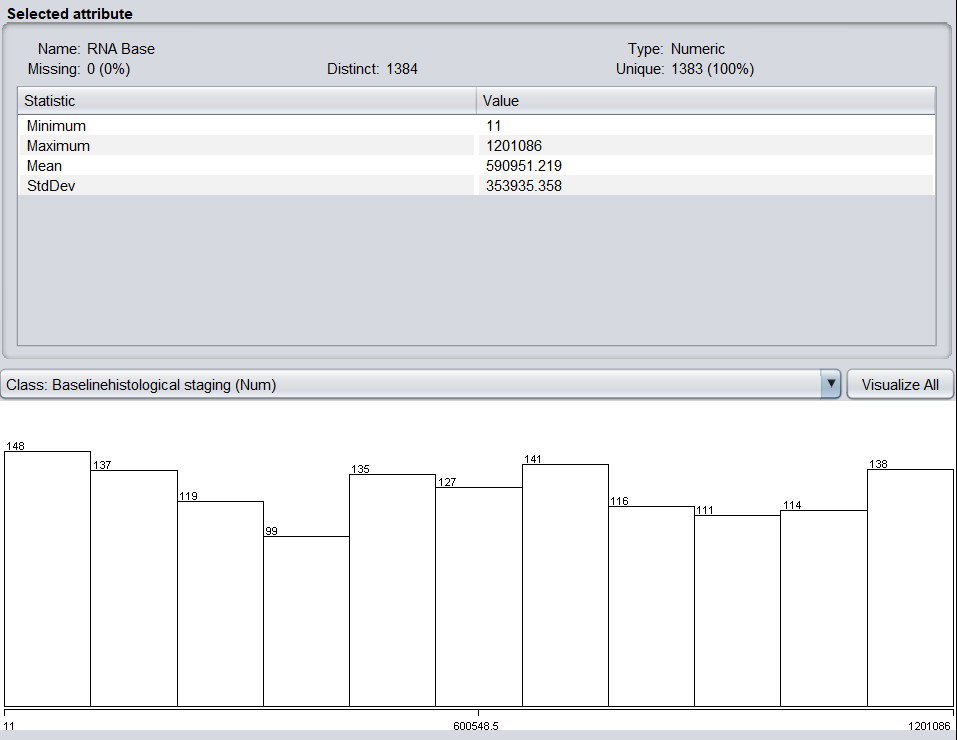 Selected attribute
Name: RNA Base Type: Numeric
Missing: 0 (0%) Distinct: 1384 Unique: 1383 (100%)
Statistic Value
Minimum 11
Maximum 1201086
Mean 590951.219
StdDev 353935.358
Class: Baselinehistological staging (Num) Visualize All
148
137
119
99
135
127
141
116
111
114
138
11 600548.5 1201086